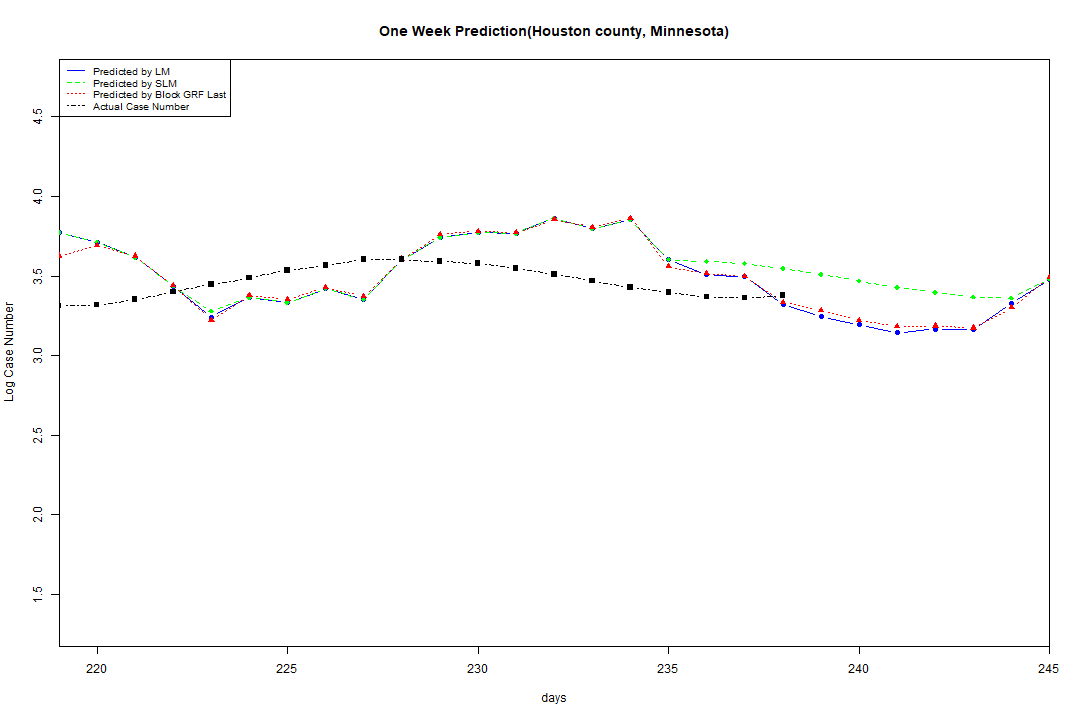 One Week Prediction(Houston county, Minnesota)
Predicted by LM
Predicted by SLM
Predicted by Block GRF Last
Actual Case Number
4.5
4.0
3.5
3.0
2.5
2.0
1.5
Log Case Number
220 225 230 235 240 245
days